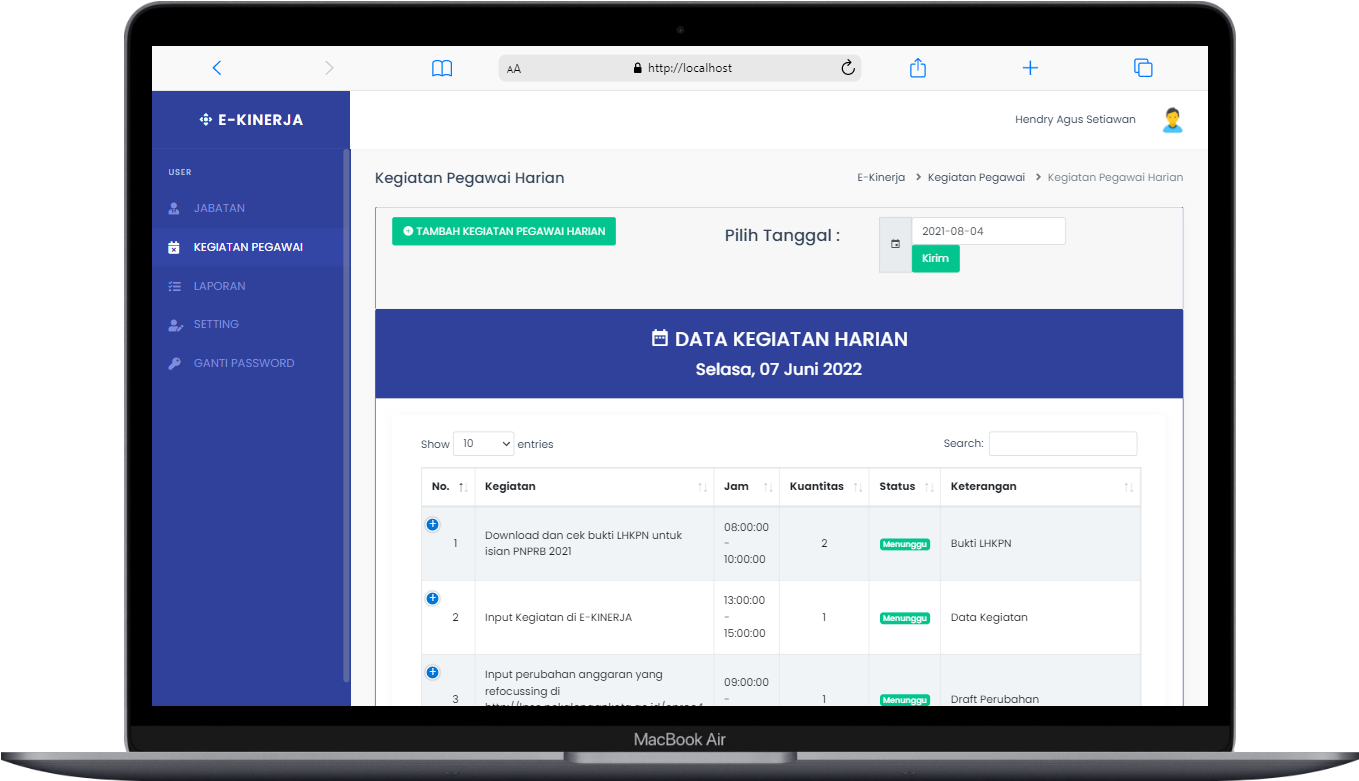 AA http://localhost
E-KINERJA
Hendry Agus Setiawan
USER
JABATAN
KEGIATAN PEGAWAI
LAPORAN
SETTING
GANTI PASSWORD
Kegiatan Pegawai Harian
E-Kinerja > Kegiatan Pegawai > Kegiatan Pegawai Harian
TAMBAH KEGIATAN PEGAWAI HARIAN
Pilih Tanggal :
2021-08-04
Kirim
DATA KEGIATAN HARIAN
Selasa, 07 Juni 2022
Show 10 entries
Search:
No. Kegiatan Jam Kuantitas Status Keterangan
1 Download dan cek bukti LHKPN untuk
isian PNPRB 2021
08:00:00
-
10:00:00
2 Menunggu Bukti LHKPN
2 Input Kegiatan di E-KINERJA
13:00:00
-
15:00:00
1 Menunggu Data Kegiatan
3 Input perubahan anggaran yang
refocussing di
09:00:00
-
1 Menunggu Draft Perubahan
MacBook Air